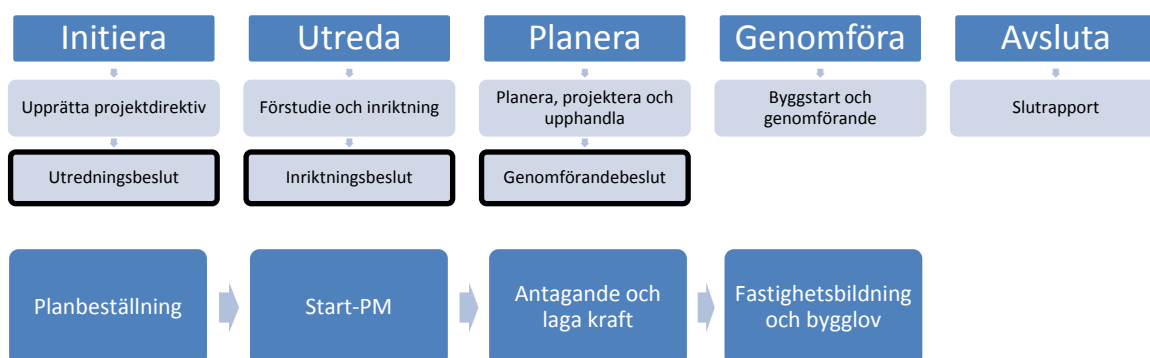 Initiera
Utreda
Planera
Genomföra
Avsluta
Upprätta projektdirektiv
Förstudie och inriktning
Planera, projektera och
upphandla
Byggstart och
genomförande
Slutrapport
Utredningsbeslut
Inriktningsbeslut
Genomförandebeslut
Planbeställning
Start-PM
Antagande och
laga kraft
Fastighetsbildning
och bygglov